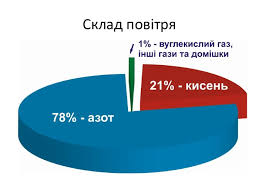 Склад повітря
1% - вуглекислий газ,
інші гази та домішки
21% - кисень
78% - азот